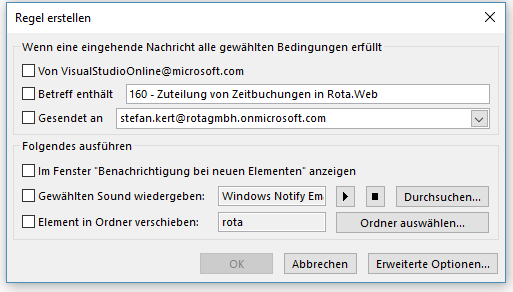 Regel erstellen
Wenn eine eingehende Nachricht alle gewählten Bedingungen erfüllt
Von VisualStudioOnline@microsoft.com
Betreff enthält 160 - Zuteilung von Zeitbuchungen in Rota.Web
Gesendet an stefan.kert@rotagmbh.onmicrosoft.com
Folgendes ausführen
Im Fenster "Benachrichtigung bei neuen Elementen" anzeigen
Gewählten Sound wiedergeben: Windows Notify Em Durchsuchen...
Element in Ordner verschieben: rota Ordner auswählen...
OK Abbrechen Erweiterte Optionen...